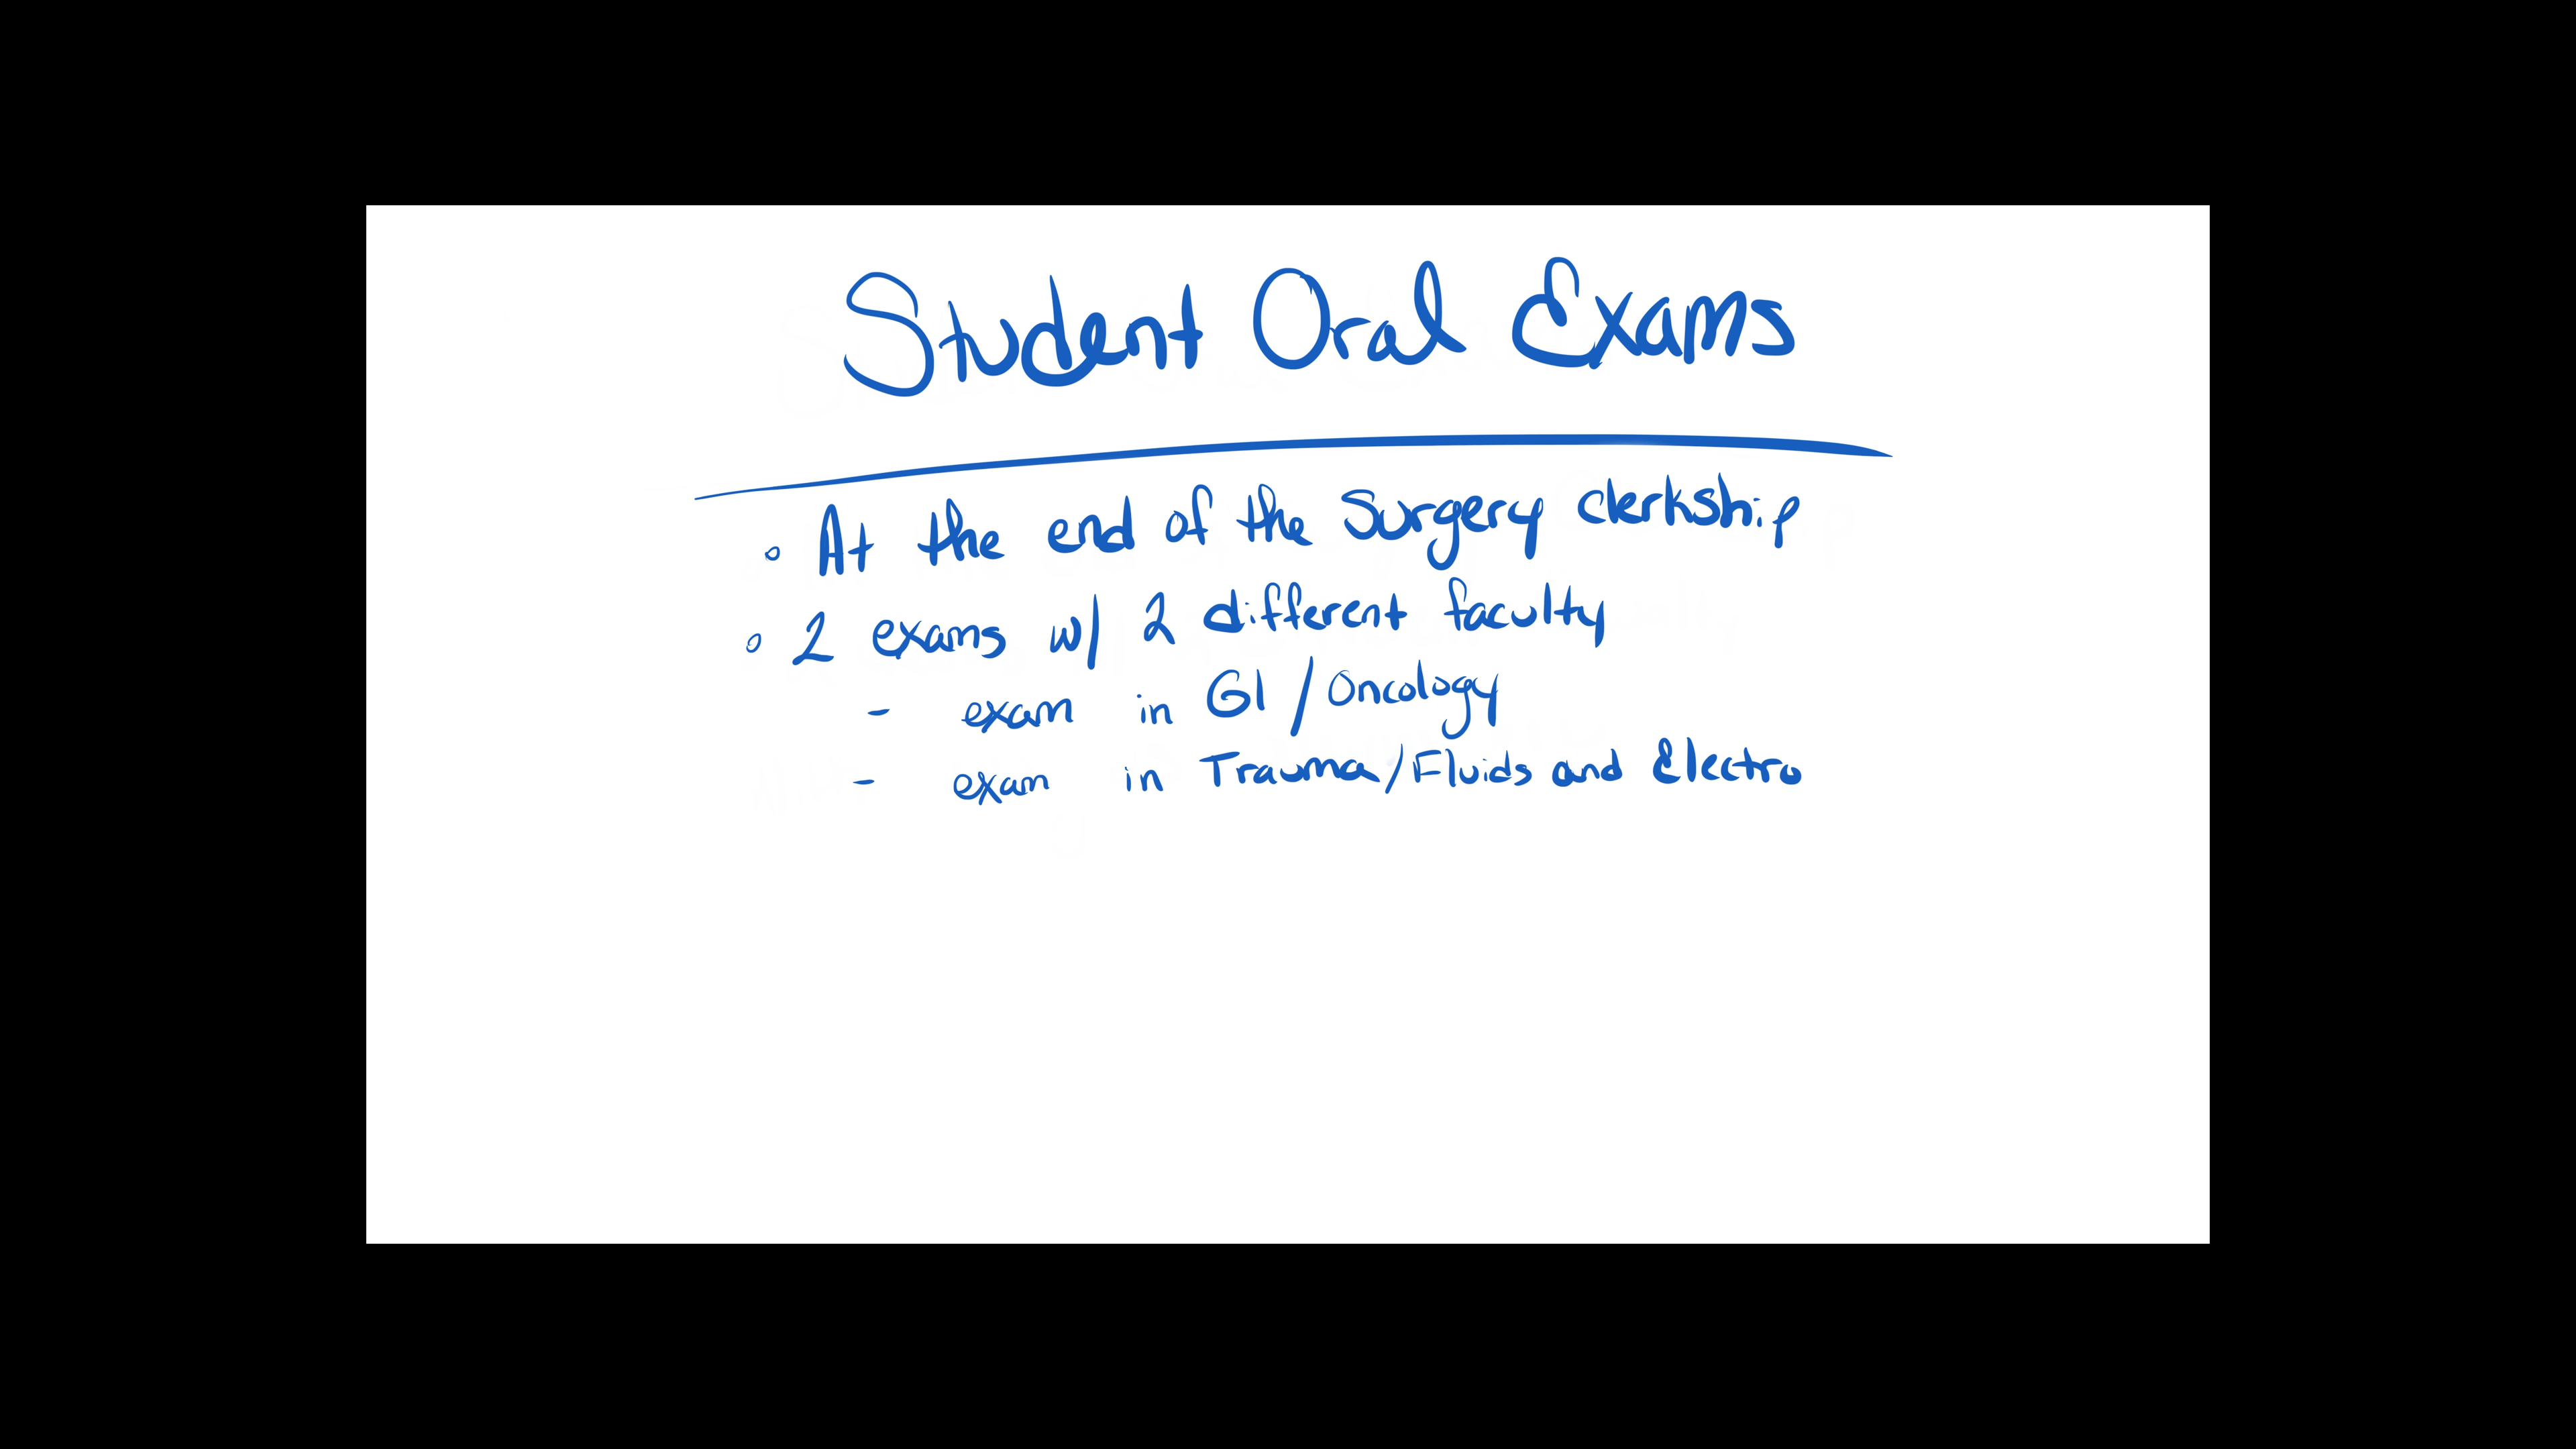 Student Oral Exams
• At the end of the surgery clerkship
• 2 exams w/ 2 different faculty
- exam in GI / Oncology
- exam in Trauma/Fluids and Electro